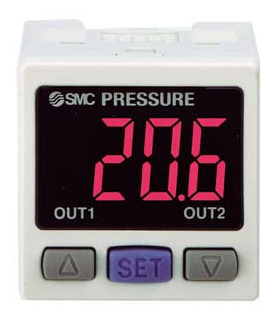 SMC PRESSURE
20.6
OUT1 OUT2
SET